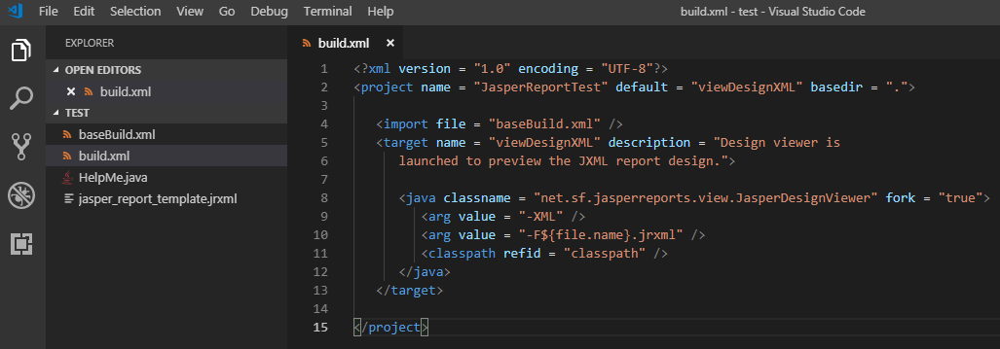 File Edit Selection View Go Debug Terminal Help build.xml - test - Visual Studio Code
EXPLORER
OPEN EDITORS
build.xml
TEST
baseBuild.xml
build.xml
HelpMe.java
jasper_report_template.jrxml
build.xml
1 <?xml version = "1.0" encoding = "UTF-8"?>
2 <project name = "JasperReportTest" default = "viewDesignXML" basedir = ".">
3
4 <import file = "baseBuild.xml" />
5 <target name = "viewDesignXML" description = "Design viewer is
6 launched to preview the JXML report design.">
7
8 <java classname = "net.sf.jasperreports.view.JasperDesignViewer" fork = "true">
9 <arg value = "-XML" />
10 <arg value = "-F${file.name}.jrxml" />
11 <classpath refid = "classpath" />
12 </java>
13 </target>
14
15 </project>